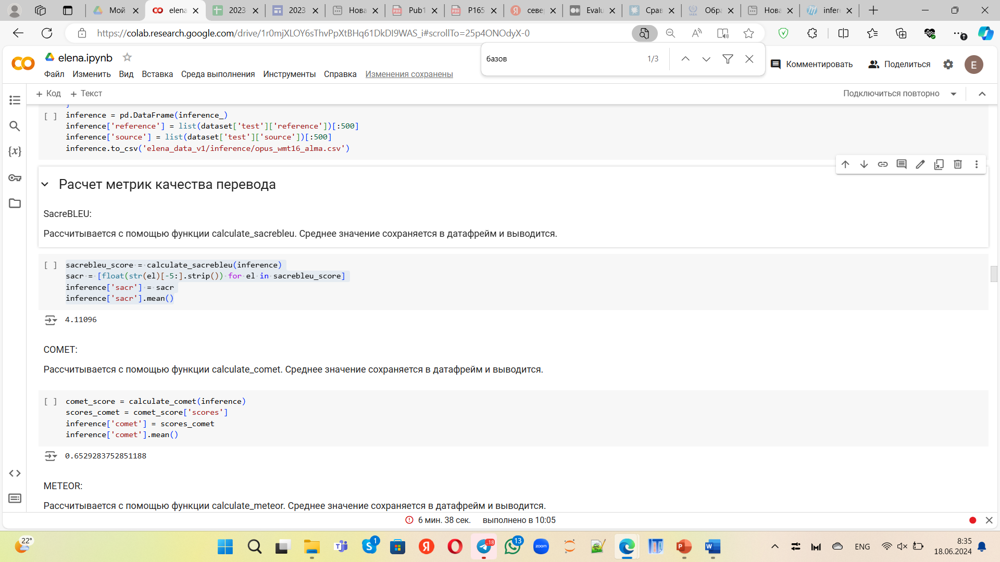 Мой
elena
2023
2023
Нова
Pub1
P165
севе
Evalu
Срав
Обра
Нова
infere
https://colab.research.google.com/drive/1r0mjXLOY6sThvPpXtBHq61DkDI9WAS_i#scrollTo=25p4ONOdyX-0
elena.ipynb
базов
1/3
Файл Изменить Вид Вставка Среда выполнения Инструменты Справка Изменения сохранены
Комментировать
Поделиться
E
+ Код + Текст
Подключиться повторно
}
[ ] inference = pd.DataFrame(inference_)
inference['reference'] = list(dataset['test']['reference'])[:500]
inference['source'] = list(dataset['test']['source'])[:500]
inference.to_csv('elena_data_v1/inference/opus_wmt16_alma.csv')
Расчет метрик качества перевода
SacreBLEU:
Рассчитывается с помощью функции calculate_sacrebleu. Среднее значение сохраняется в датафрейм и выводится.
[ ] sacrebleu_score = calculate_sacrebleu(inference)
sacr = [float(str(el)[-5:].strip()) for el in sacrebleu_score]
inference['sacr'] = sacr
inference['sacr'].mean()
4.11096
COMET:
Рассчитывается с помощью функции calculate_comet. Среднее значение сохраняется в датафрейм и выводится.
[ ] comet_score = calculate_comet(inference)
scores_comet = comet_score['scores']
inference['comet'] = scores_comet
inference['comet'].mean()
0.6529283752851188
METEOR:
Рассчитывается с помощью функции calculate_meteor. Среднее значение сохраняется в датафрейм и выводится.
6 мин. 38 сек. выполнено в 10:05
22°
1
18
13
zoom
ENG
8:35
18.06.2024